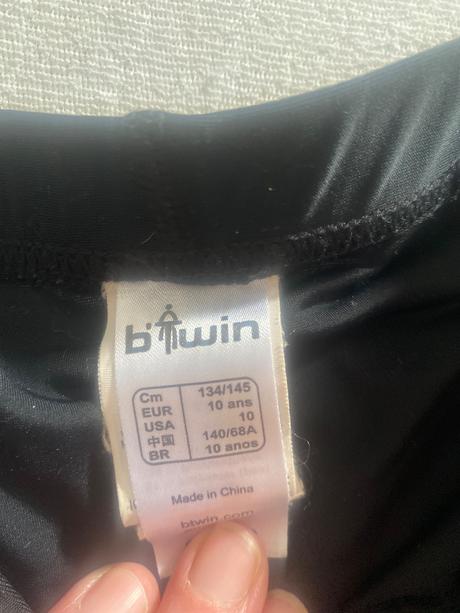 b'twin
Cm 134/145
EUR 10 ans
USA 10
中国 140/68A
BR 10 anos
Made in China
btwin.com